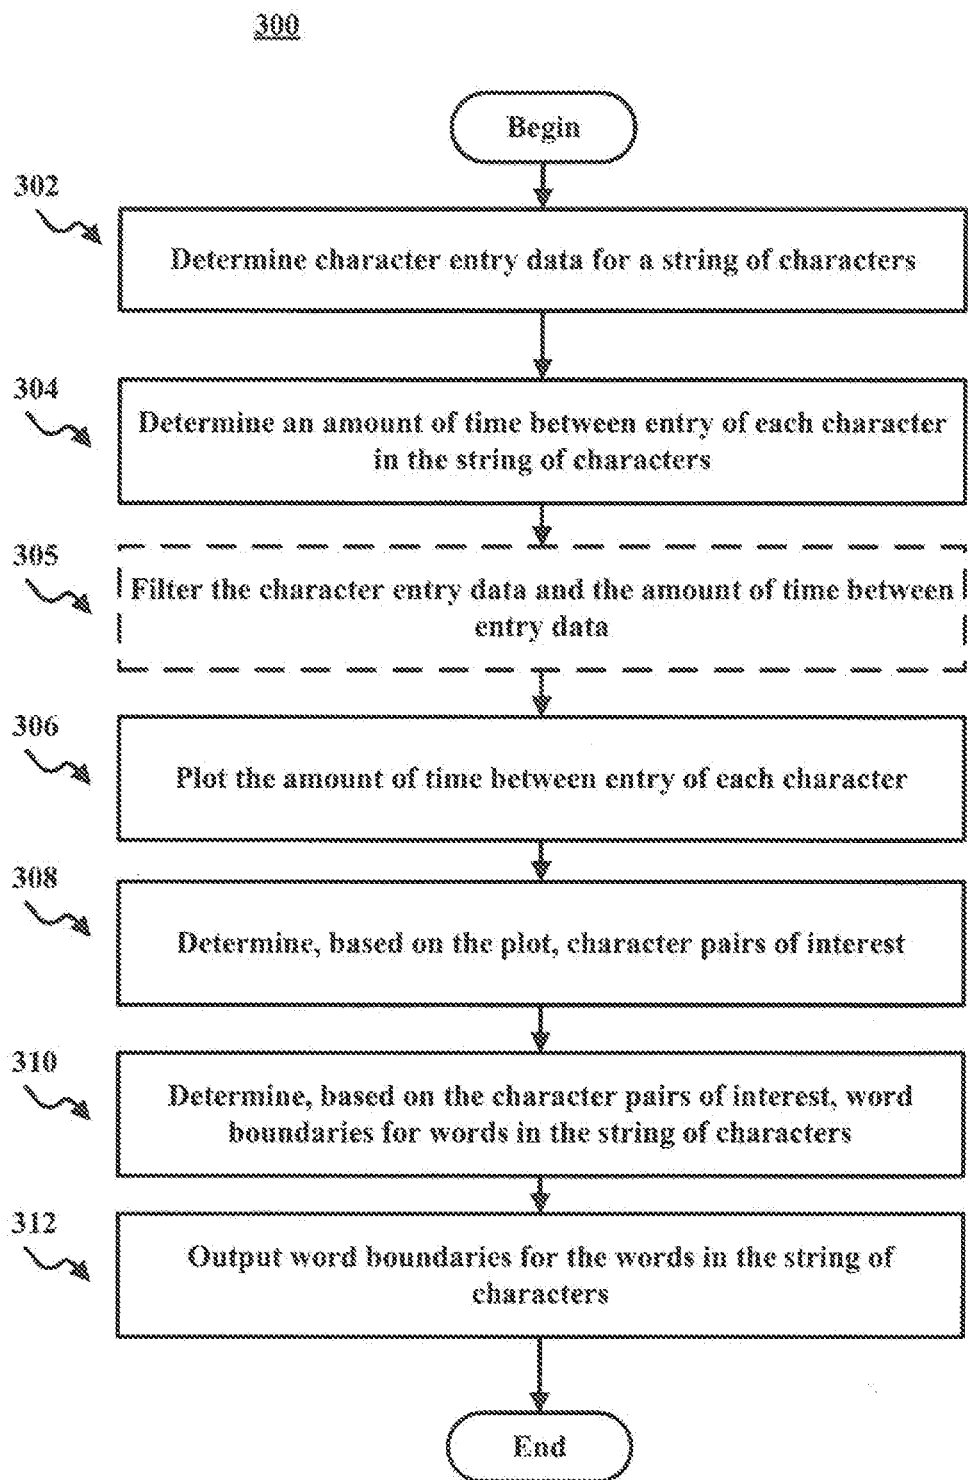 300
Begin
302
Determine character entry data for a string of characters
304
Determine an amount of time between entry of each character
in the string of characters
305
Filter the character entry data and the amount of time between
entry data
306
Plot the amount of time between entry of each character
308
Determine, based on the plot, character pairs of interest
310
Determine, based on the character pairs of interest, word
boundaries for words in the string of characters
312
Output word boundaries for the words in the string of
characters
End